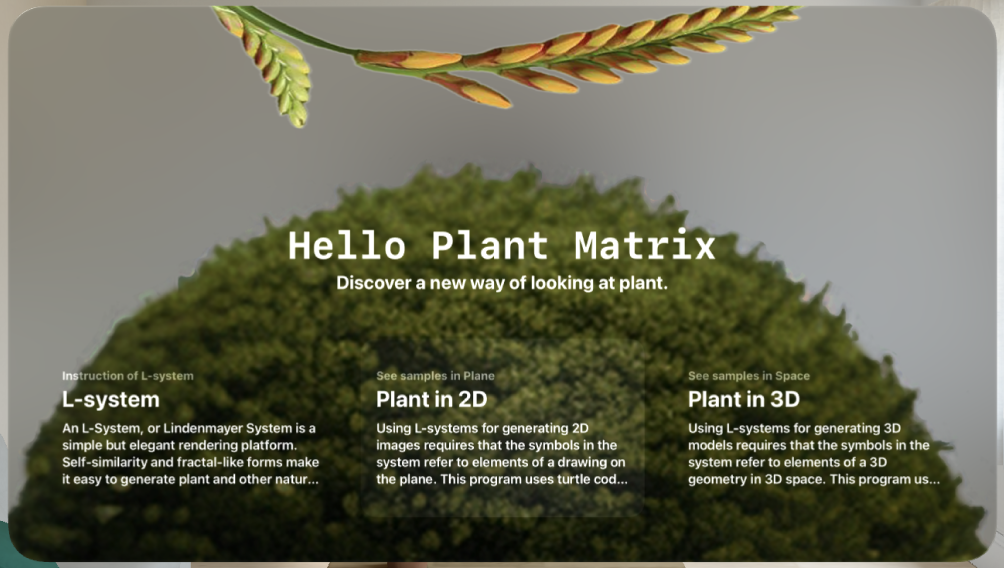 Hello Plant Matrix
Discover a new way of looking at plant.
Instruction of L-system
L-system
An L-System, or Lindenmayer System is a
simple but elegant rendering platform.
Self-similarity and fractal-like forms make
it easy to generate plant and other natur...
See samples in Plane
Plant in 2D
Using L-systems for generating 2D
images requires that the symbols in the
system refer to elements of a drawing on
the plane. This program uses turtle cod...
See samples in Space
Plant in 3D
Using L-systems for generating 3D
models requires that the symbols in the
system refer to elements of a 3D
geometry in 3D space. This program us...